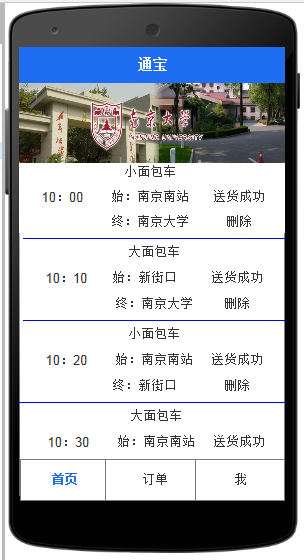 通宝
南京大学
NANJING UNIVERSITY
小面包车
10：00 始：南京南站 送货成功
终：南京大学 删除
大面包车
10：10 始：新街口 送货成功
终：南京大学 删除
小面包车
10：20 始：南京南站 送货成功
终：新街口 删除
大面包车
10：30 始：南京南站 送货成功
首页 订单 我